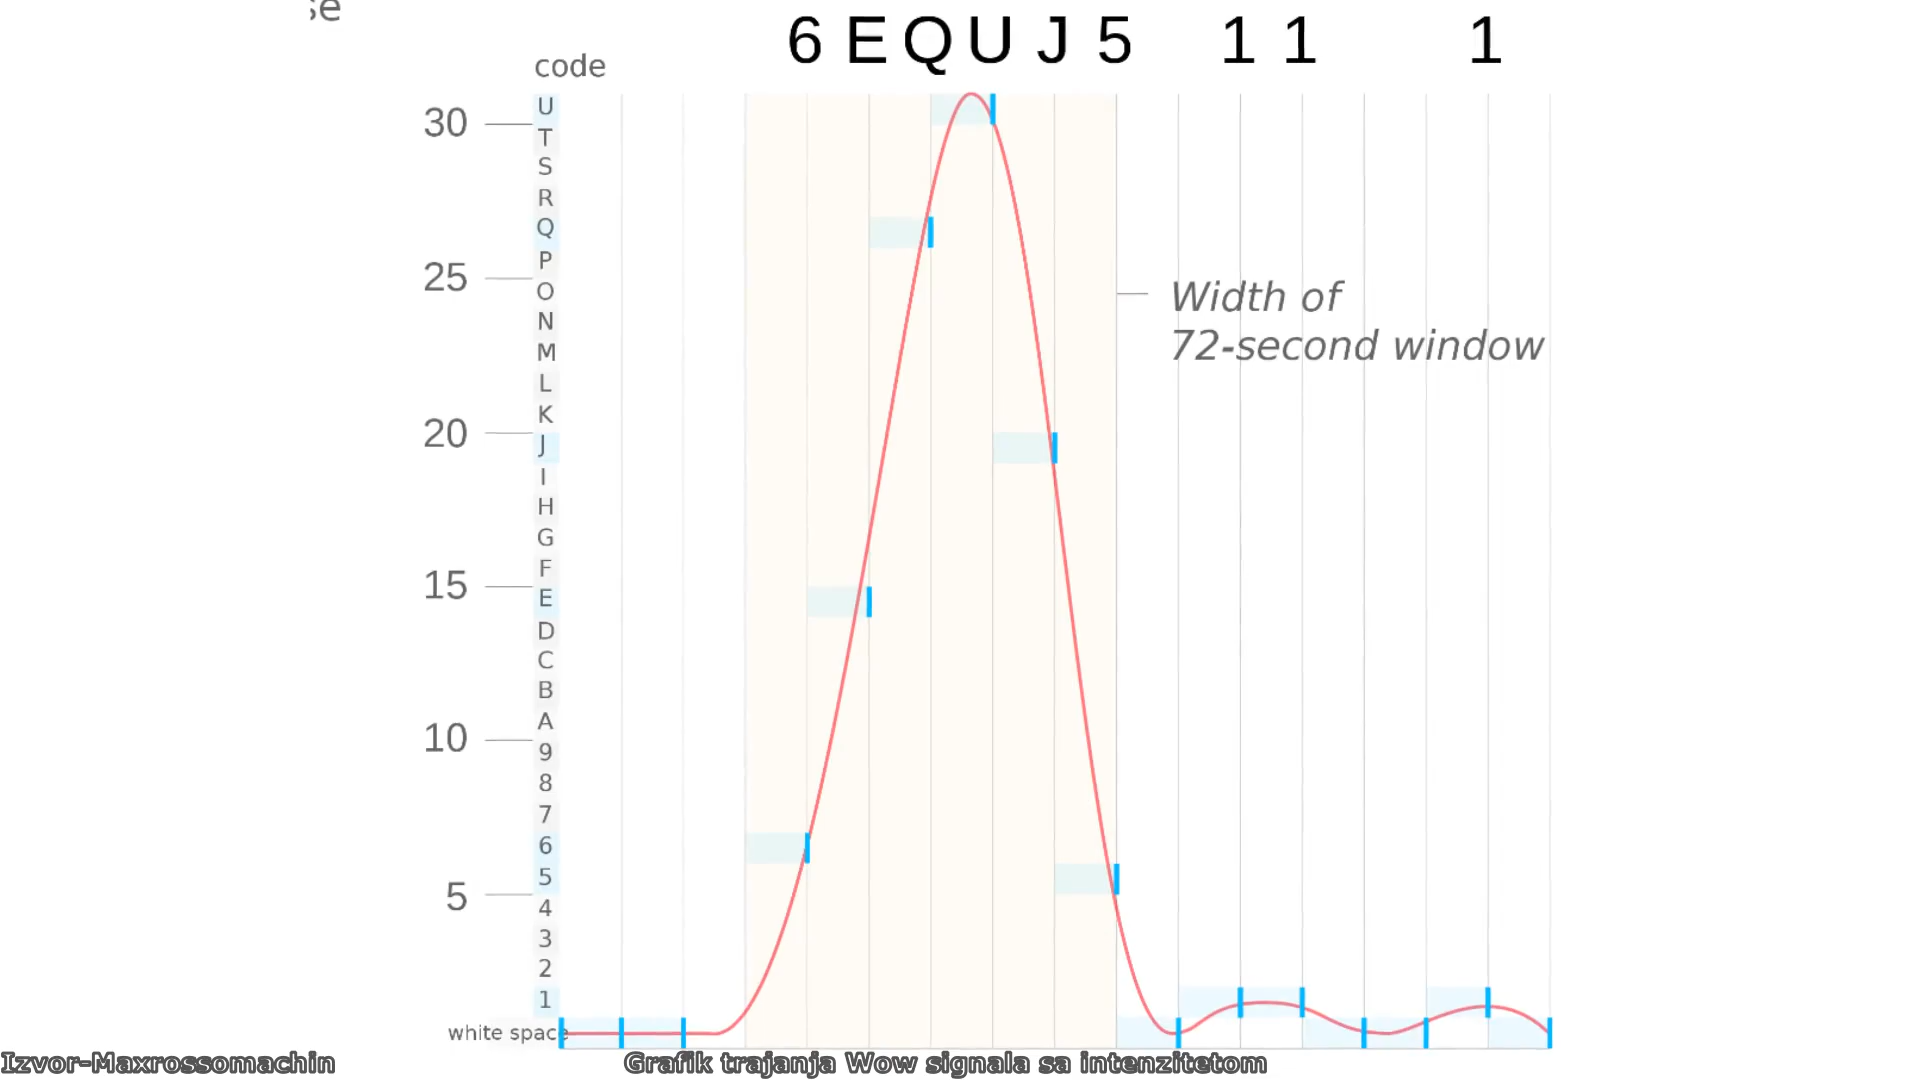 se
6 E Q U J 5 1 1 1
code
30
25
20
15
10
5
U
T
S
R
Q
P
O
N
M
L
K
J
I
H
G
F
E
D
C
B
A
9
8
7
6
5
4
3
2
1
white space
Width of
72-second window
Izvor-Maxrossomachin
Grafik trajanja Wow signala sa intenzitetom